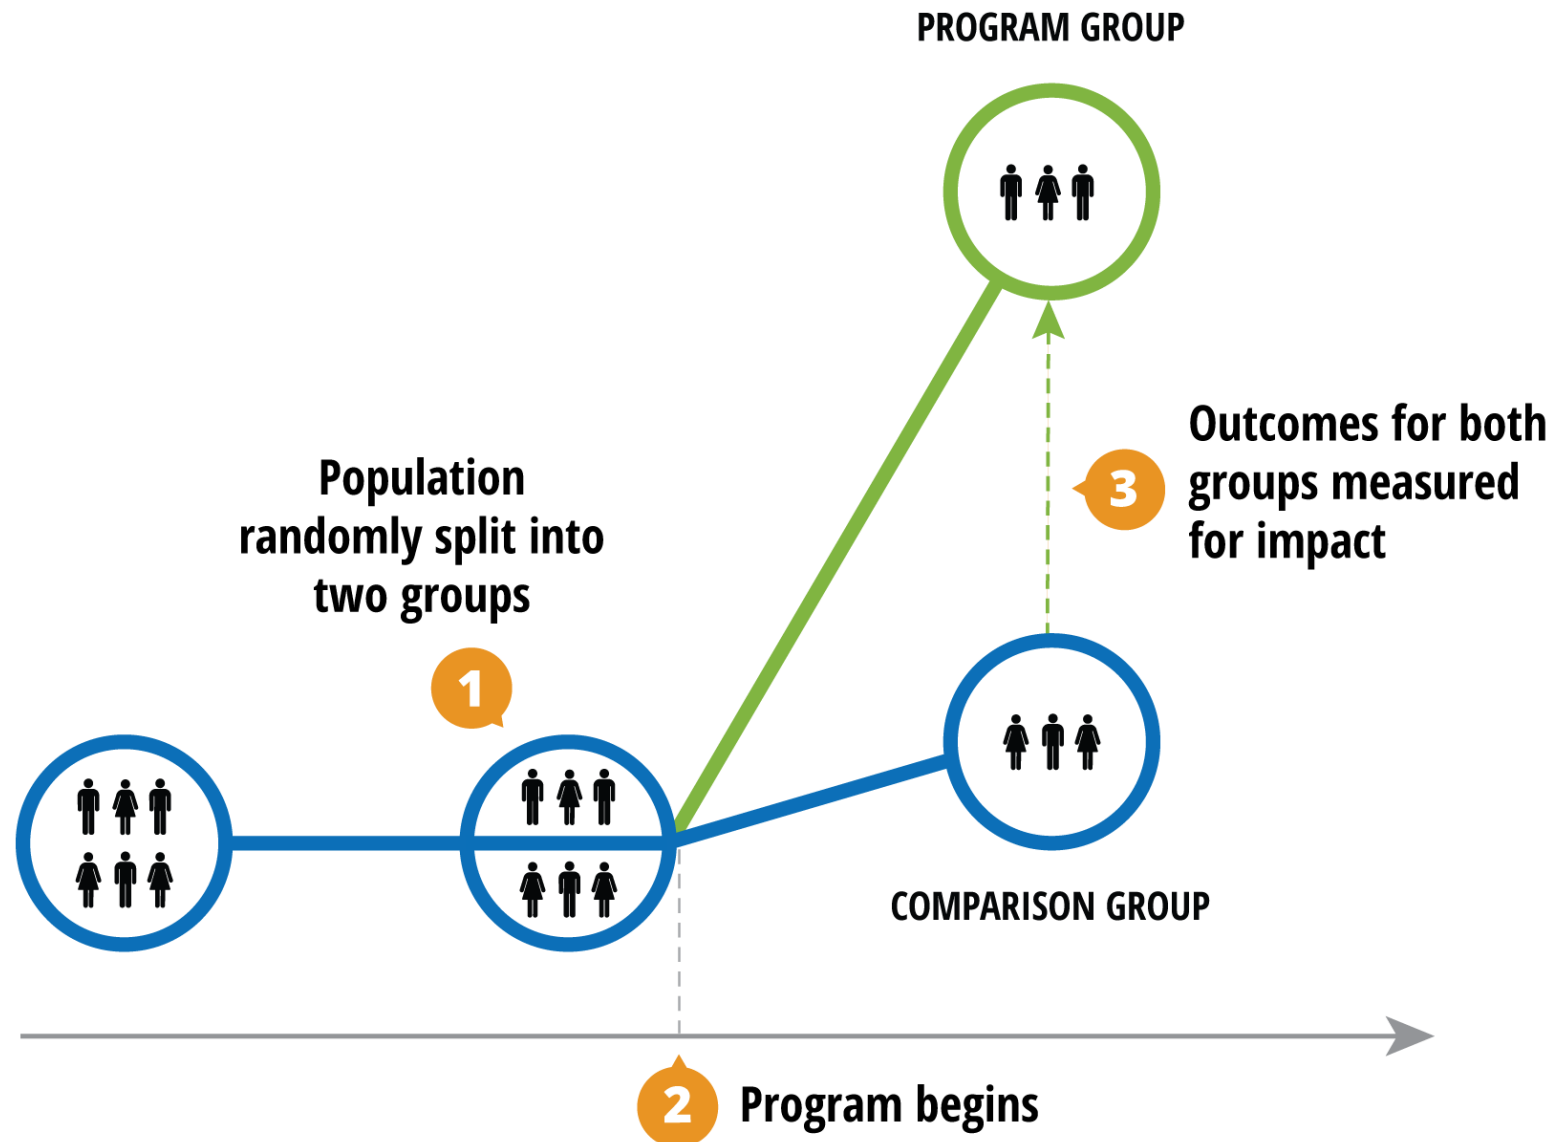 PROGRAM GROUP
Population
randomly split into
two groups
1
Outcomes for both
groups measured
for impact
3
COMPARISON GROUP
2
Program begins